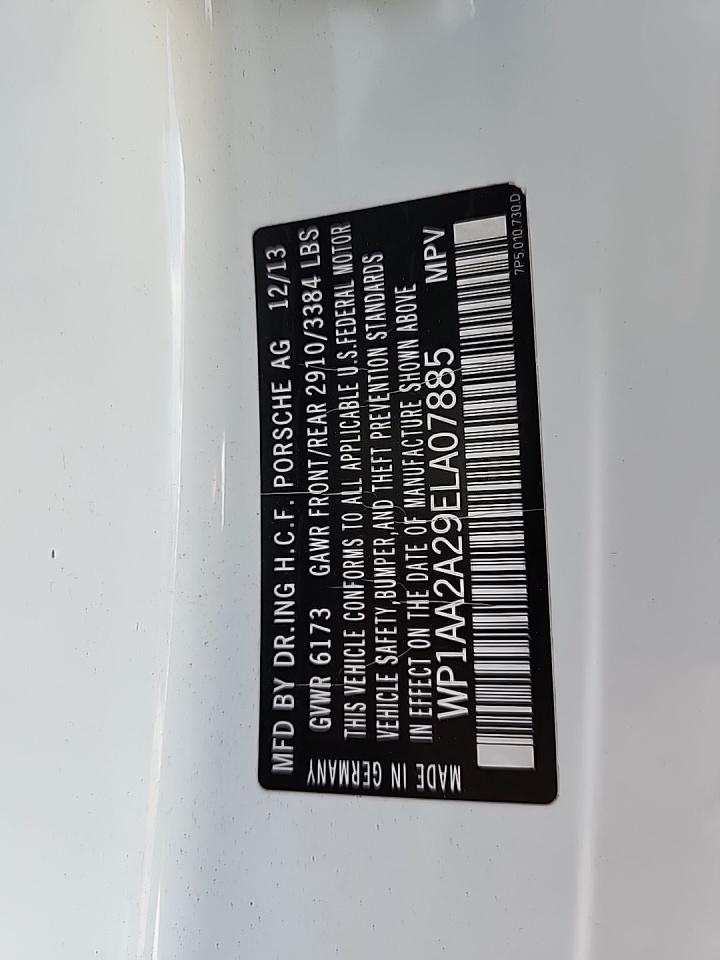 MFD BY DR.ING H.C.F. PORSCHE AG 12/13
GVWR 6173 GAWR FRONT/REAR 2910/3384 LBS
THIS VEHICLE CONFORMS TO ALL APPLICABLE U.S.FEDERAL MOTOR
VEHICLE SAFETY,BUMPER,AND THEFT PREVENTION STANDARDS
IN EFFECT ON THE DATE OF MANUFACTURE SHOWN ABOVE
WP1AA2A29ELA07885 MPV
MADE IN GERMANY
7P5.010.730.D